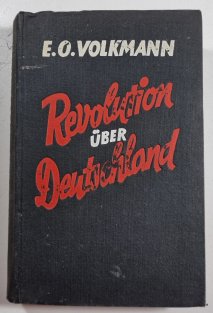 E.O.VOLKMANN
Revolution
ÜBER
Deutschland